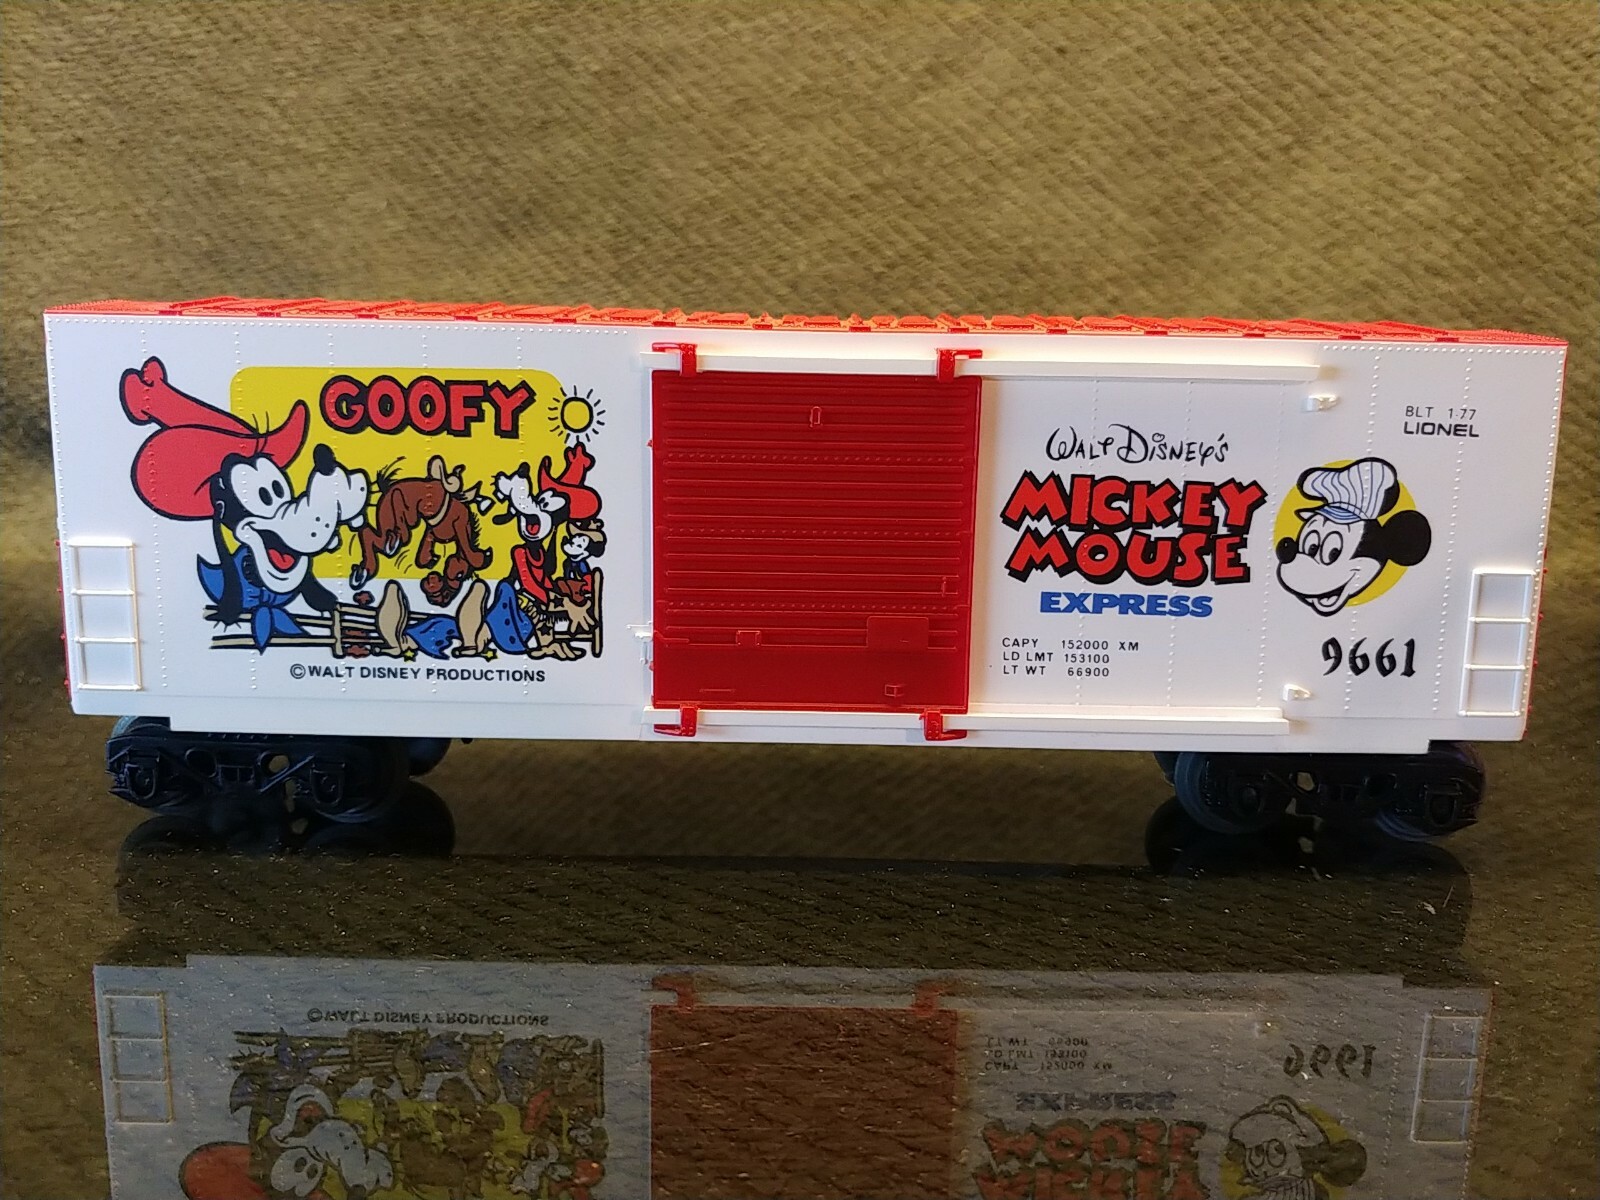 GOOFY
©WALT DISNEY PRODUCTIONS
WALT DISNEY'S
MICKEY
MOUSE
EXPRESS
CAPY 152000 XM
LD LMT 153100
LT WT 66900
BLT 1-77
LIONEL
9661